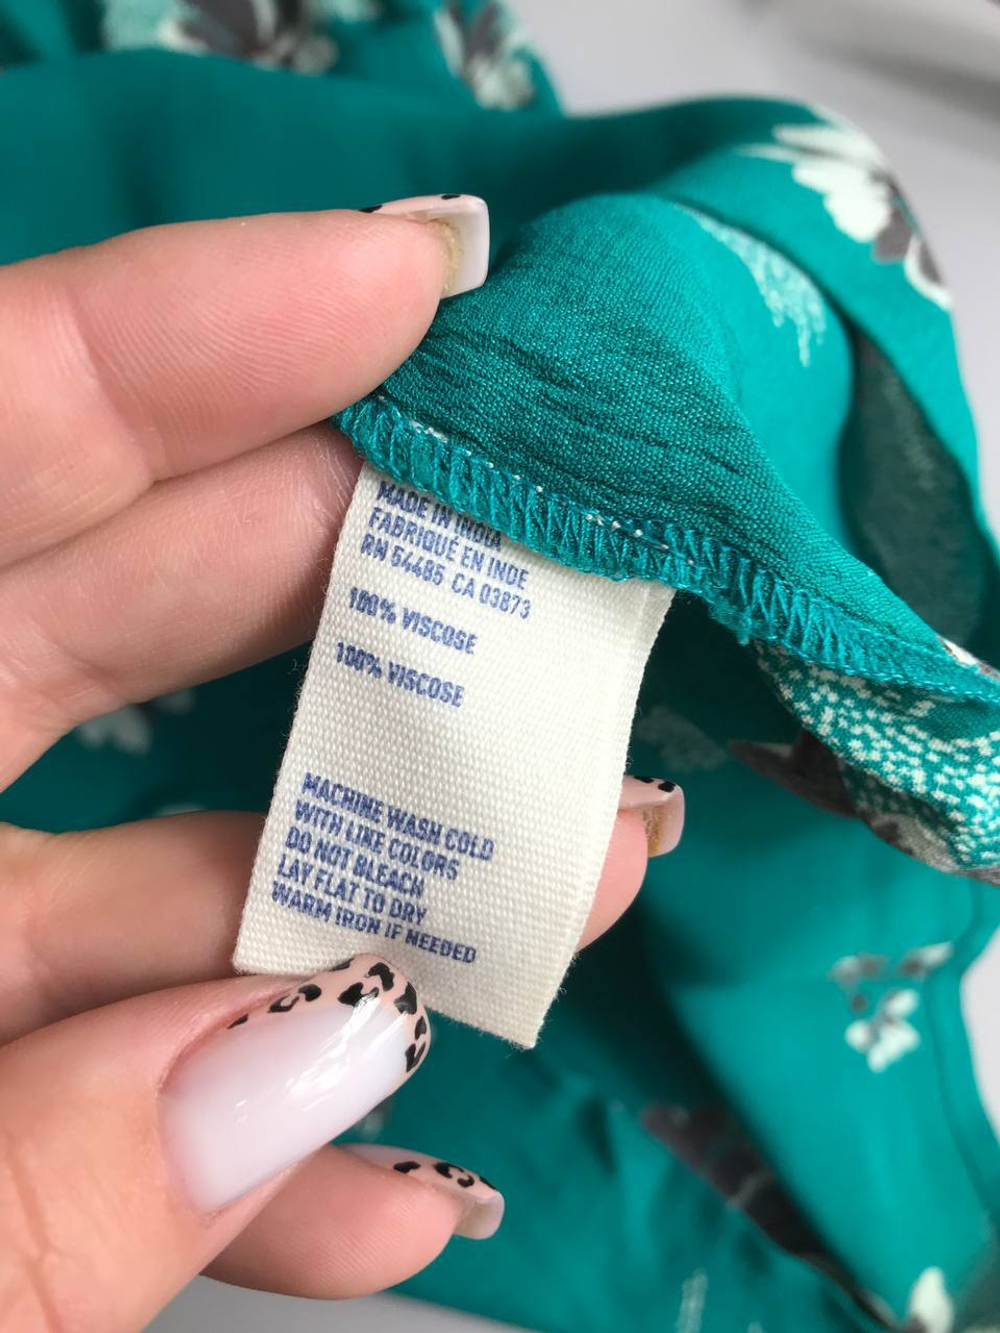 MADE IN INDIA
FABRIQUÉ EN INDE
RN 54485 CA 03873
100% VISCOSE
100% VISCOSE
MACHINE WASH COLD
WITH LIKE COLORS
DO NOT BLEACH
LAY FLAT TO DRY
WARM IRON IF NEEDED